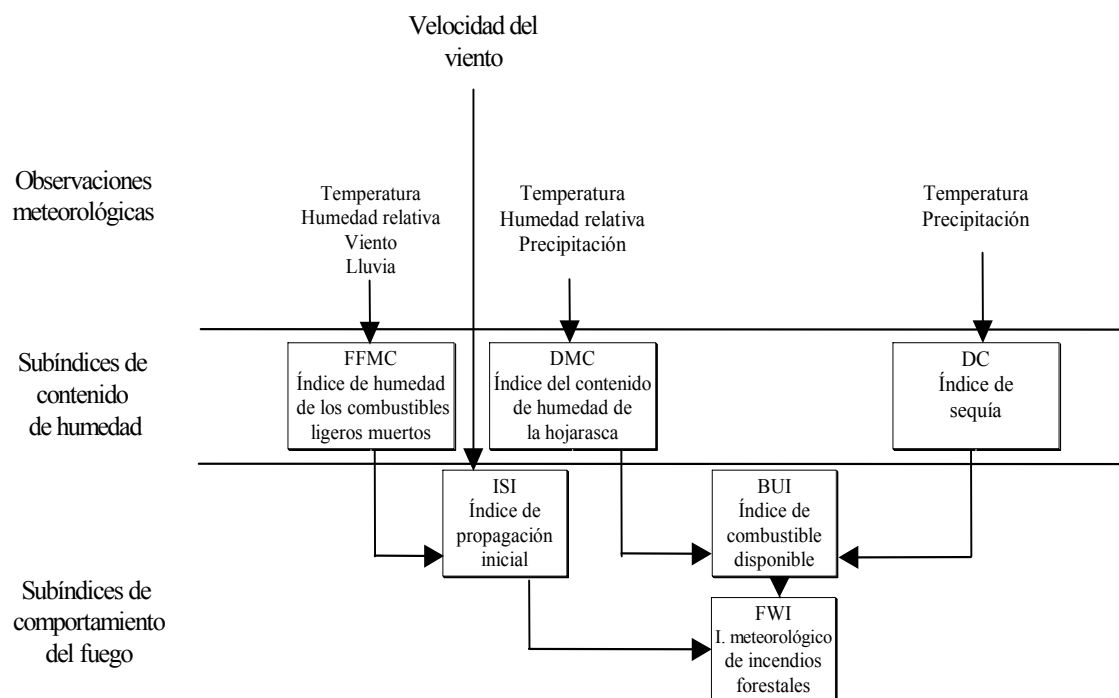 Velocidad del
viento
Observaciones
meteorológicas
Temperatura
Humedad relativa
Viento
Lluvia
Temperatura
Humedad relativa
Precipitación
Temperatura
Precipitación
Subíndices de
contenido
de humedad
FFMC
Índice de humedad
de los combustibles
ligeros muertos
DMC
Índice del contenido
de humedad de
la hojarasca
DC
Índice de
sequía
Subíndices de
comportamiento
del fuego
ISI
Índice de
propagación
inicial
BUI
Índice de
combustible
disponible
FWI
I. meteorológico
de incendios
forestales